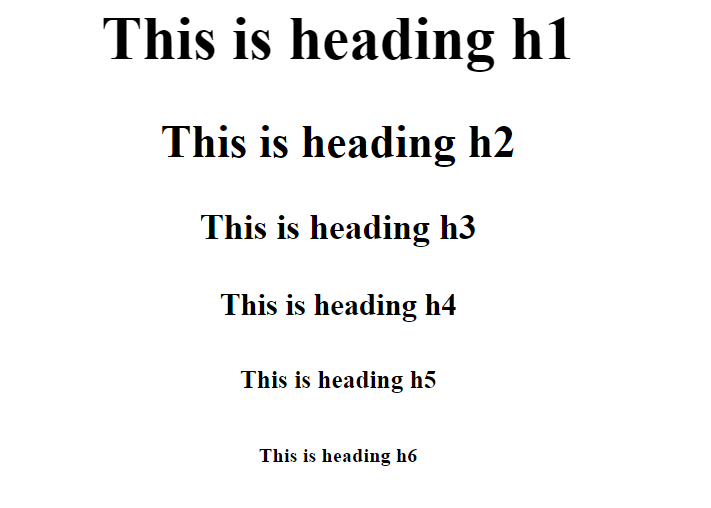 This is heading h1
This is heading h2
This is heading h3
This is heading h4
This is heading h5
This is heading h6